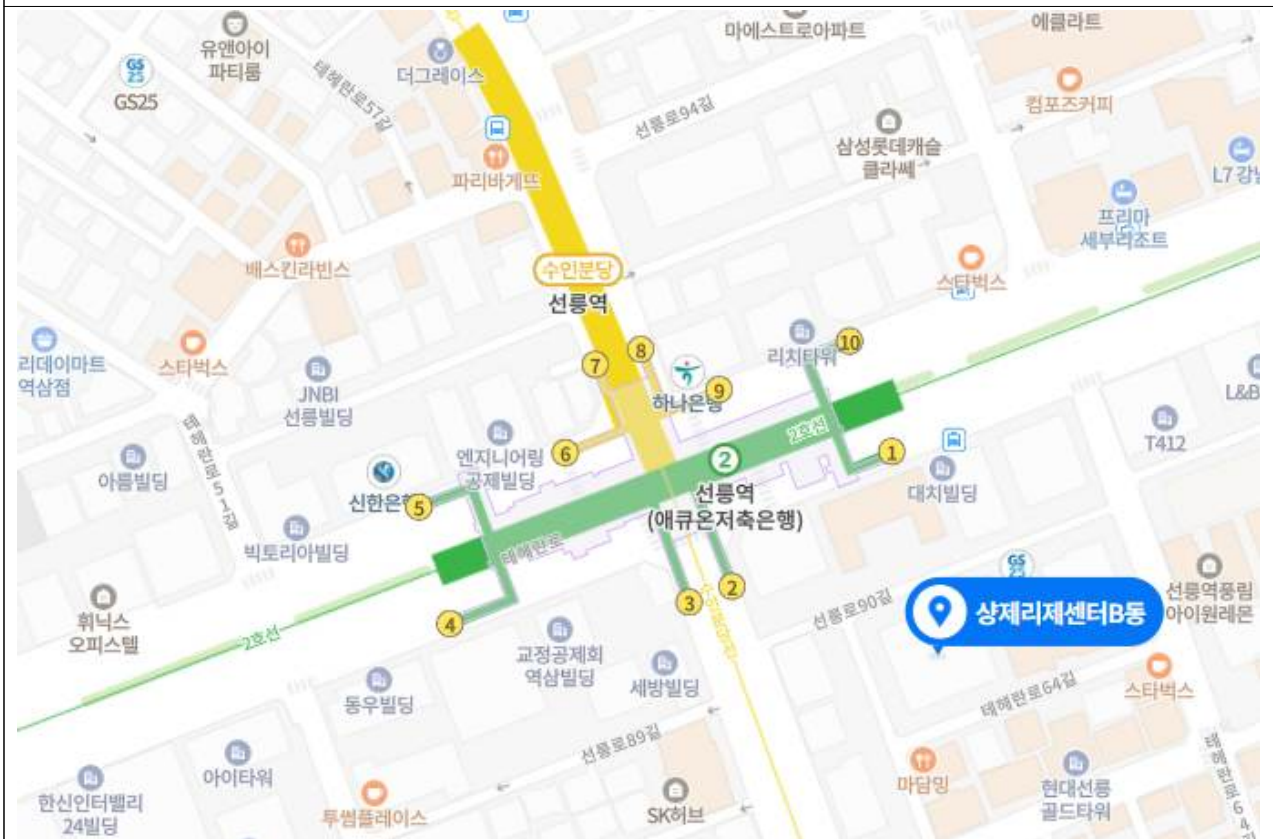 마에스트로아파트
에클라트
유앤아이
파티룸
더그레이스
GS25
GS25
테헤란로57길
컴포즈커피
선릉로94길
삼성롯데캐슬
클라쎄
파리바게뜨
L7 강남
프리마
세부리조트
배스킨라빈스
수인분당
선릉역
스타벅스
리데이마트
역삼점
스타벅스
리치타워
10
JNBI
선릉빌딩
7
8
하나은행
9
L&B
2호선
T412
테헤란로51길
아름빌딩
엔지니어링
공제빌딩
6
2
1
대치빌딩
신한은행
5
선릉역
(애큐온저축은행)
빅토리아빌딩
테헤란로
GS25
휘닉스
오피스텔
2호선
4
3
2
선릉로90길
샹제리제센터B동
선릉역풍림
아이원레몬
교정공제회
역삼빌딩
세방빌딩
동우빌딩
테헤란로64길
스타벅스
선릉로89길
아이타워
마담밍
현대선릉
골드타워
테헤란로64길
한신인터밸리
24빌딩
투썸플레이스
SK허브